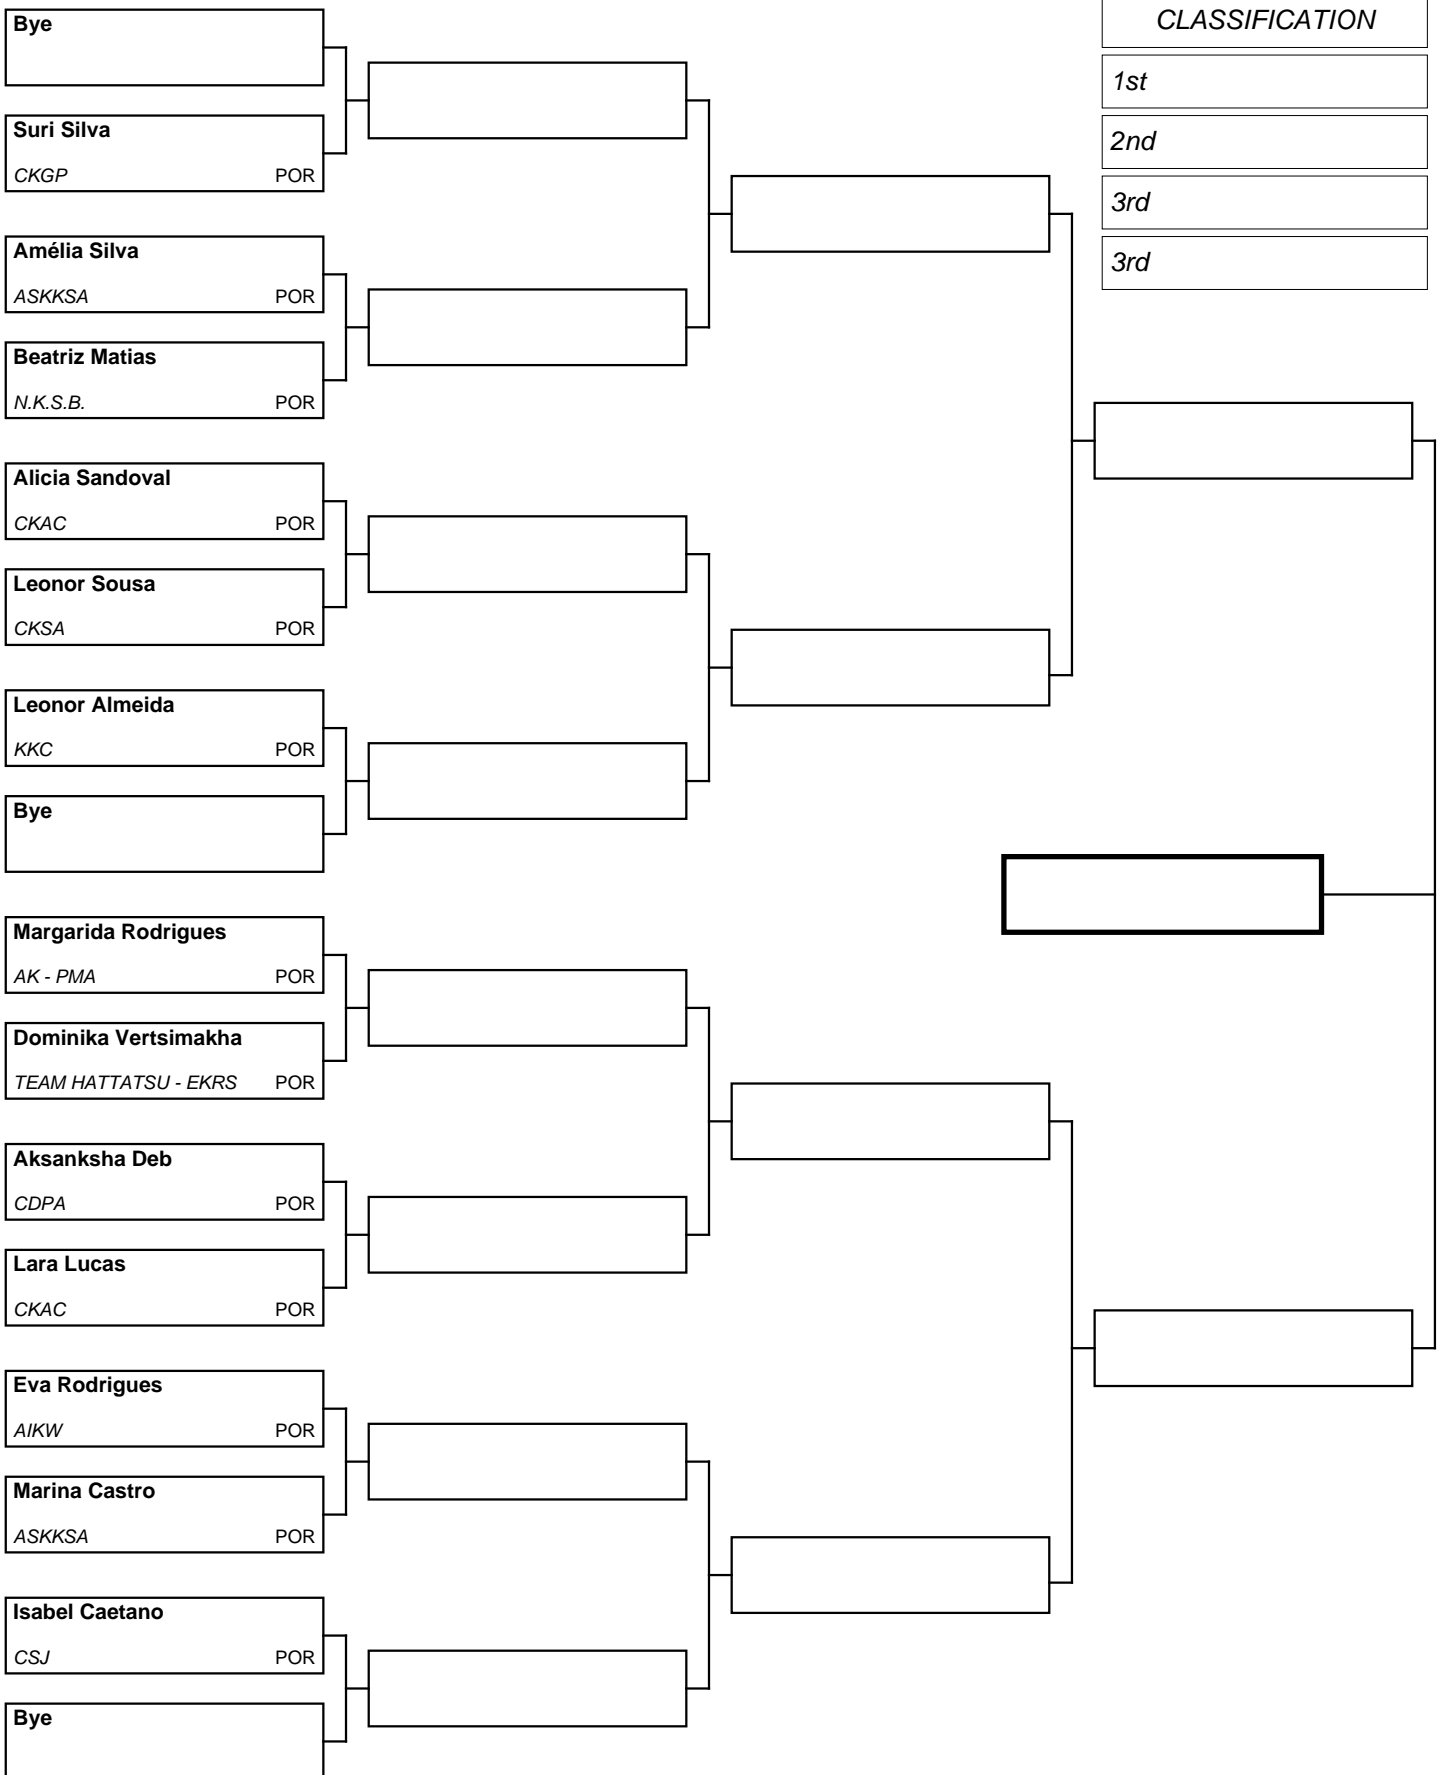 Bye
Suri Silva
CKGP POR
Amélia Silva
ASKKSA POR
Beatriz Matias
N.K.S.B. POR
Alicia Sandoval
CKAC POR
Leonor Sousa
CKSA POR
Leonor Almeida
KKC POR
Bye
Margarida Rodrigues
AK - PMA POR
Dominika Vertsimakha
TEAM HATTATSU - EKRS POR
Aksanksha Deb
CDPA POR
Lara Lucas
CKAC POR
Eva Rodrigues
AIKW POR
Marina Castro
ASKKSA POR
Isabel Caetano
CSJ POR
Bye
CLASSIFICATION
1st
2nd
3rd
3rd